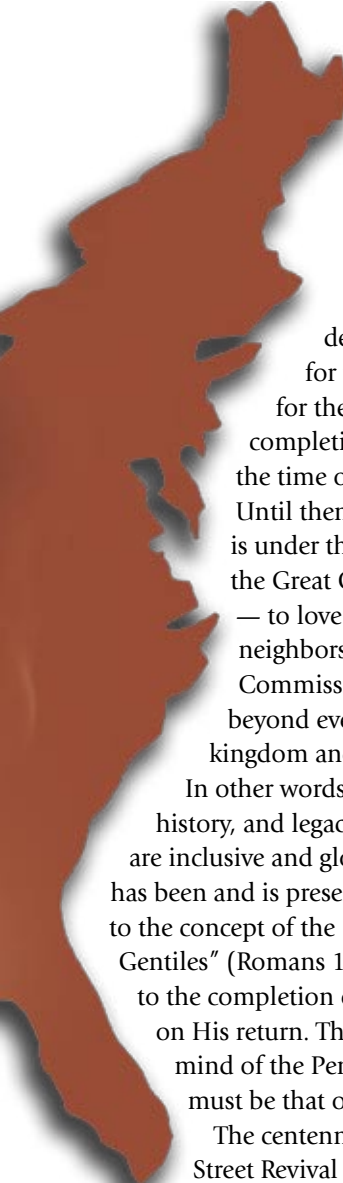 de
for
for the
completi
the time o
Until then
is under th
the Great C
— to love
neighbors
Commiss
beyond eve
kingdom an
In other words
history, and legac
are inclusive and glo
has been and is prese
to the concept of the
Gentiles” (Romans 1
to the completion o
on His return. Th
mind of the Pe
must be that o
The centenn
Street Revival